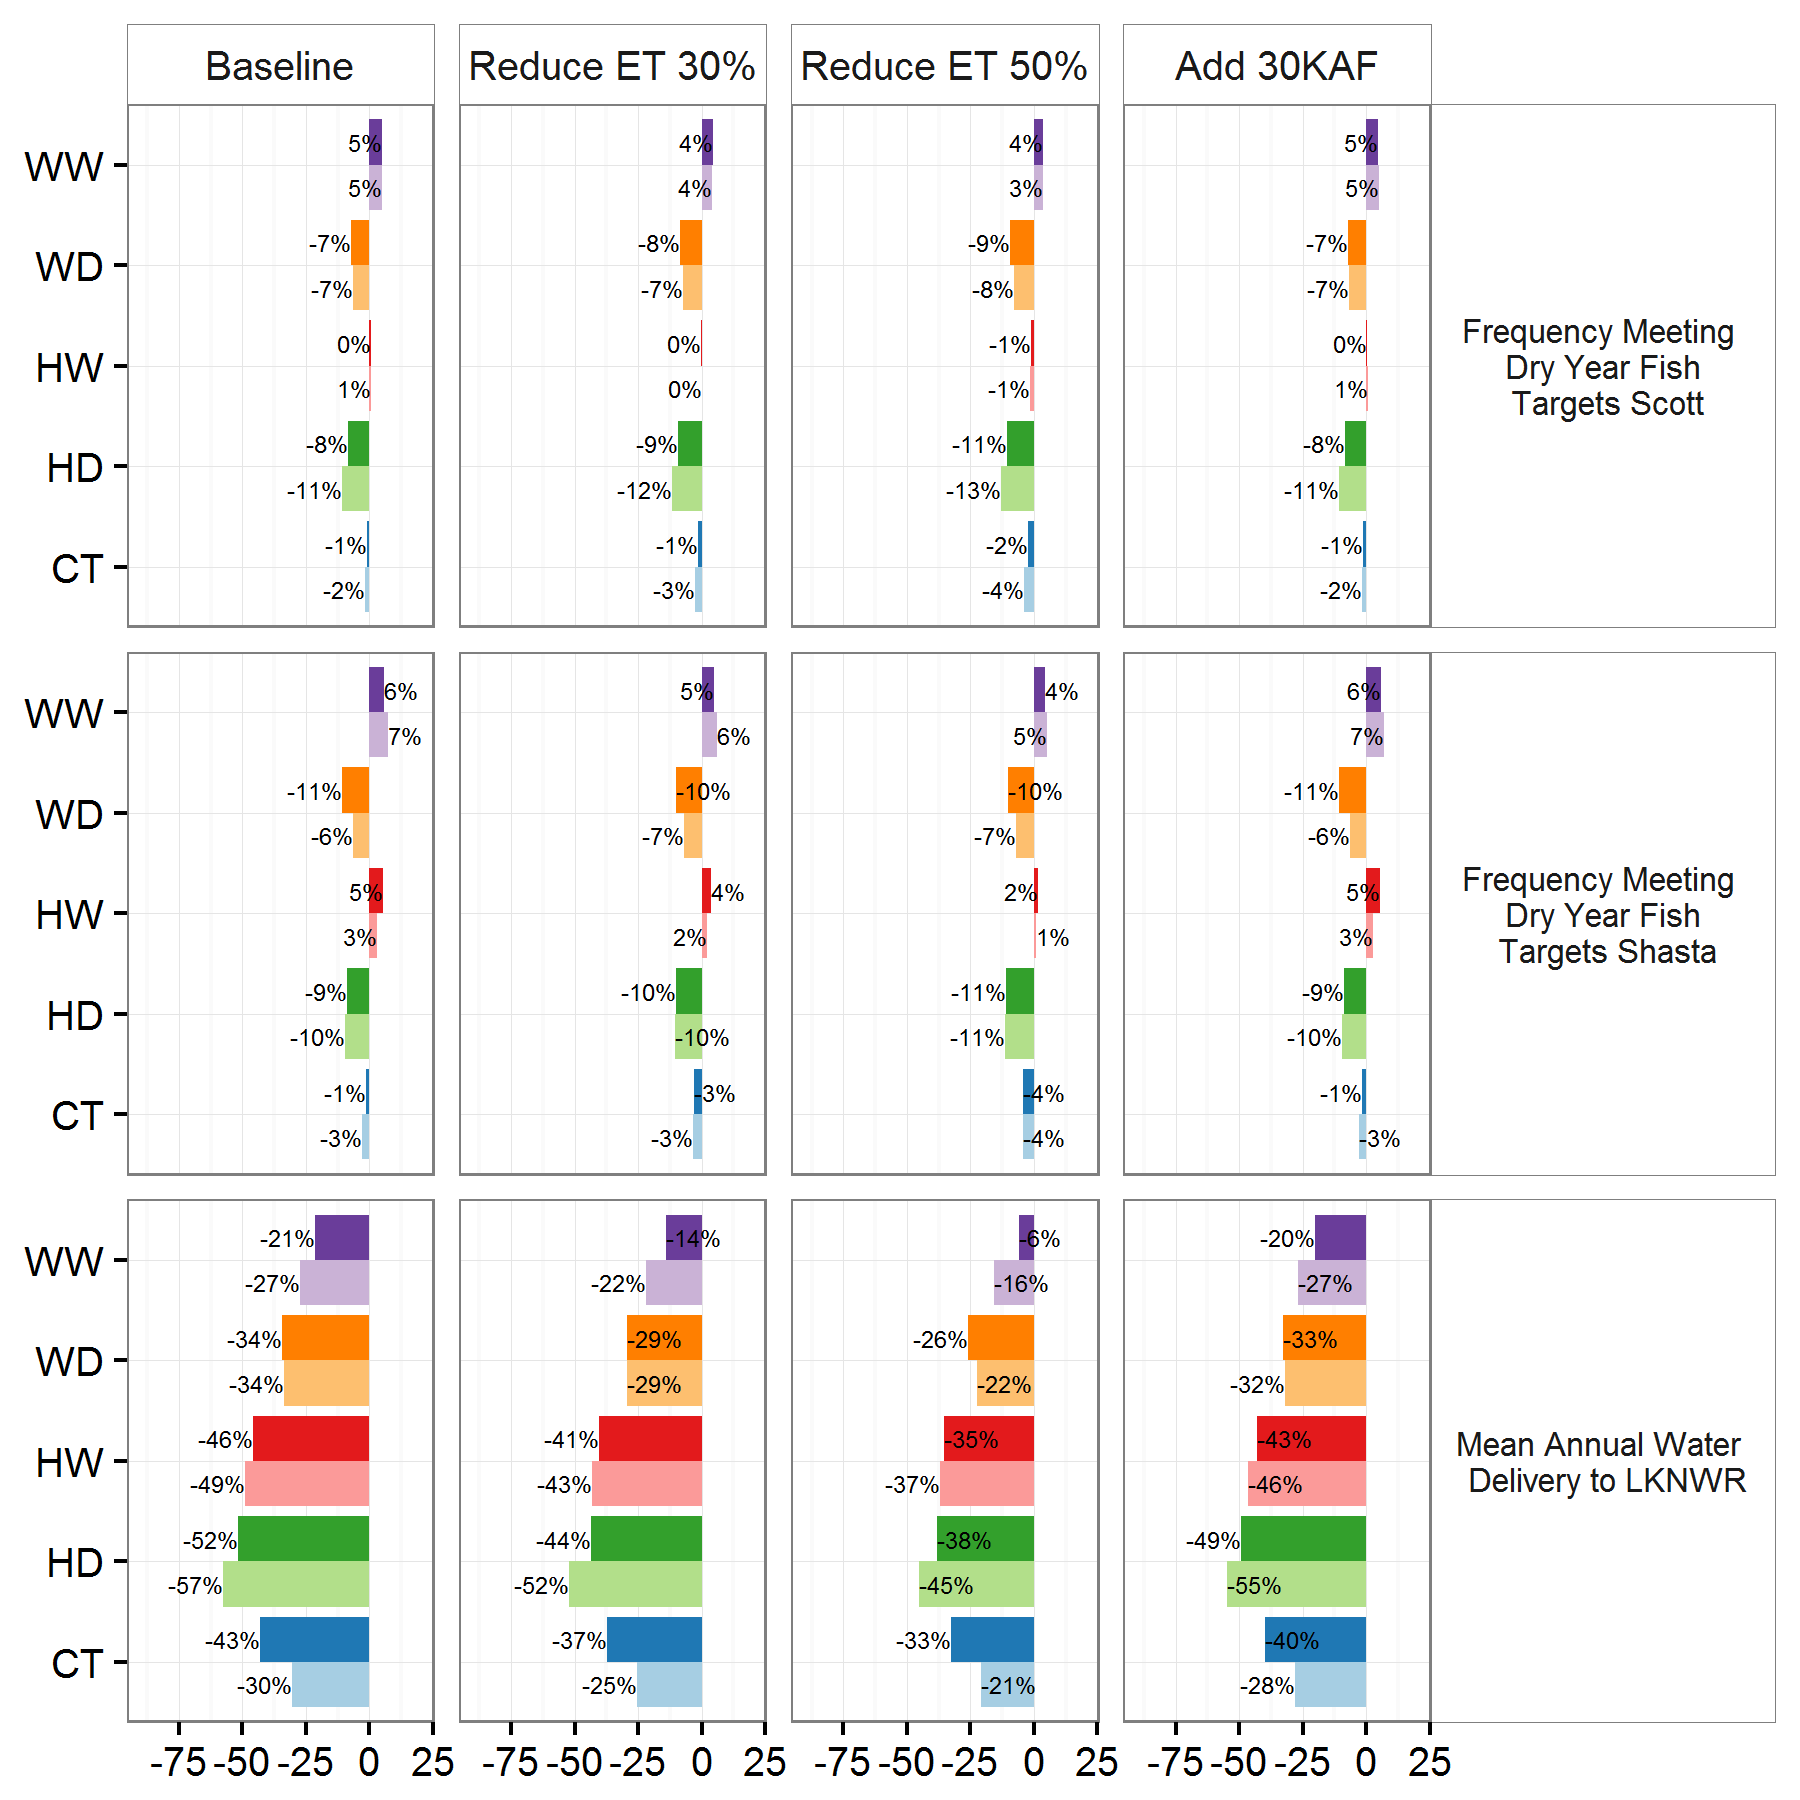 Baseline Reduce ET 30% Reduce ET 50% Add 30KAF
WW 5% 4% 4% 5%
5% 4% 3% 5%
WD -7% -8% -9% -7%
-7% -7% -8% -7%
HW 0% 0% -1% 0%
1% 0% -1% 1%
HD -8% -9% -11% -8%
-11% -12% -13% -11%
CT -1% -1% -2% -1%
-2% -3% -4% -2%
Frequency Meeting
Dry Year Fish
Targets Scott
WW 6% 5% 4% 6%
7% 6% 5% 7%
WD -11% -10% -10% -11%
-6% -7% -7% -6%
HW 5% 4% 2% 5%
3% 2% 1% 3%
HD -9% -10% -11% -9%
-10% -10% -11% -10%
CT -1% -3% -4% -1%
-3% -3% -4% -3%
Frequency Meeting
Dry Year Fish
Targets Shasta
WW -21% -14% -6% -20%
-27% -22% -16% -27%
WD -34% -29% -26% -33%
-34% -29% -22% -32%
HW -46% -41% -35% -43%
-49% -43% -37% -46%
HD -52% -44% -38% -49%
-57% -52% -45% -55%
CT -43% -37% -33% -40%
-30% -25% -21% -28%
Mean Annual Water
Delivery to LKNWR
-75 -50 -25 0 25 -75 -50 -25 0 25 -75 -50 -25 0 25 -75 -50 -25 0 25